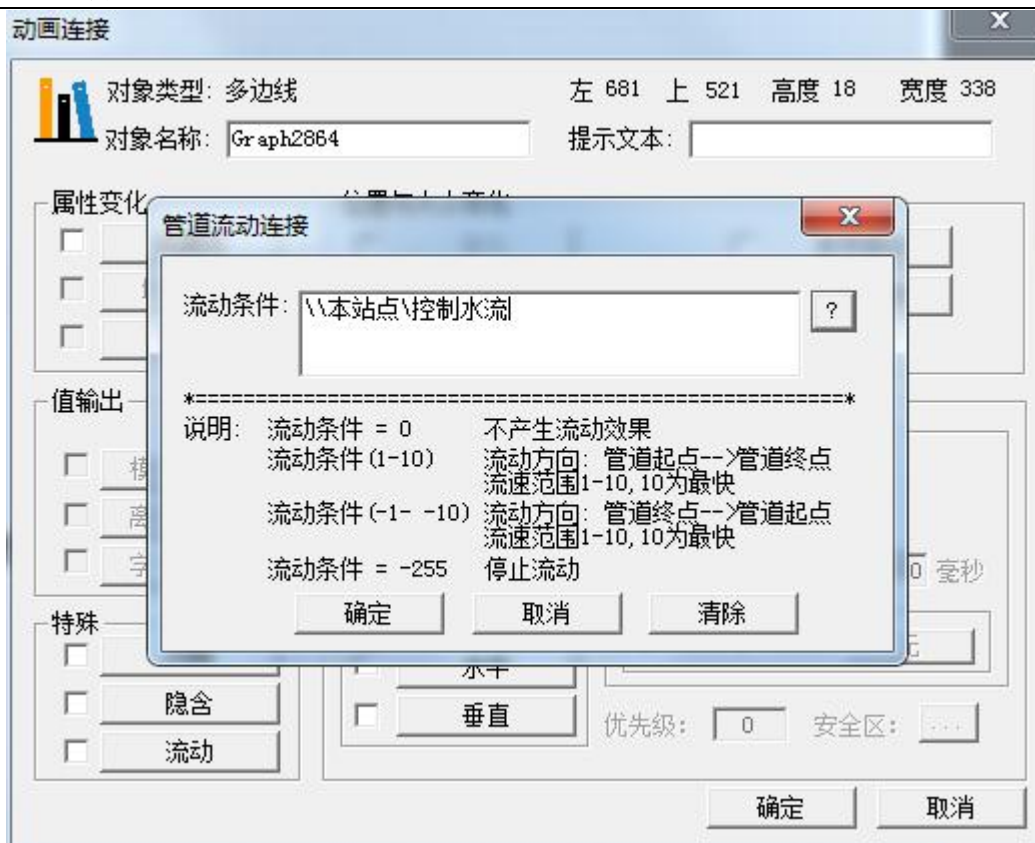 动画连接
对象类型: 多边线 左 681 上 521 高度 18 宽度 338
对象名称: Graph2864 提示文本:
属性变化
管道流动连接
流动条件: \\本站点\控制水流 ?
*======================================================*
说明: 流动条件 = 0 不产生流动效果
流动条件(1-10) 流动方向: 管道起点-->管道终点
流速范围1-10,10为最快
流动条件(-1- -10) 流动方向: 管道终点-->管道起点
流速范围1-10,10为最快
流动条件 = -255 停止流动
确定 取消 清除
值输出
毫秒
特殊
水平
隐含 垂直
流动 优先级: 0 安全区: ...
确定 取消